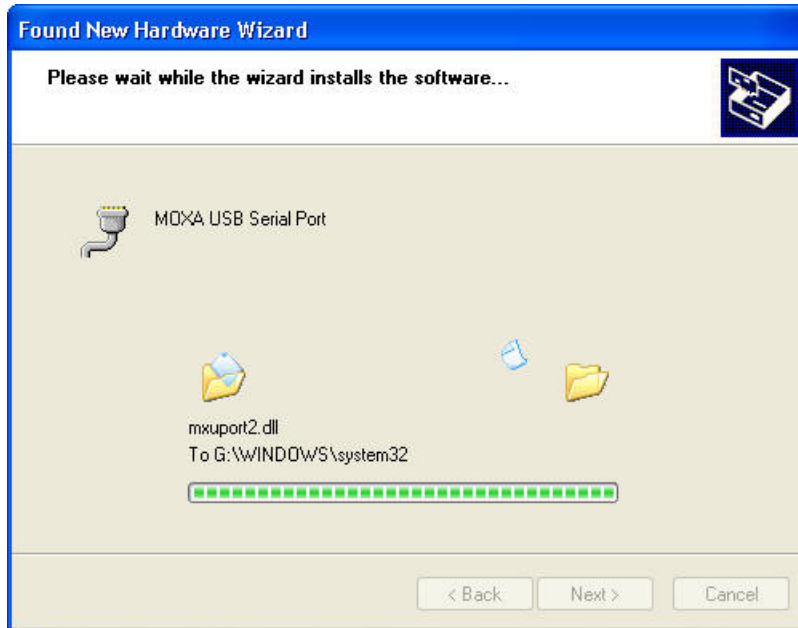 Found New Hardware Wizard
Please wait while the wizard installs the software...
MOXA USB Serial Port
mxuport2.dll
To G:\WINDOWS\system32
< Back Next > Cancel